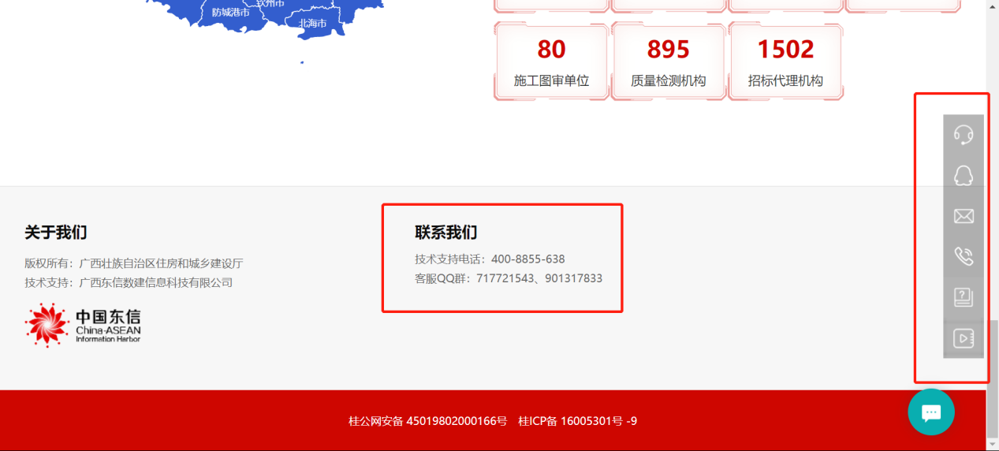 钦州市
防城港市
北海市
80
895
1502
施工图审单位
质量检测机构
招标代理机构
关于我们
版权所有：广西壮族自治区住房和城乡建设厅
技术支持：广西东信数建信息科技有限公司
中国东信
China-ASEAN
Information Harbor
联系我们
技术支持电话：400-8855-638
客服QQ群：717721543、901317833
桂公网安备 45019802000166号 桂ICP备 16005301号 -9